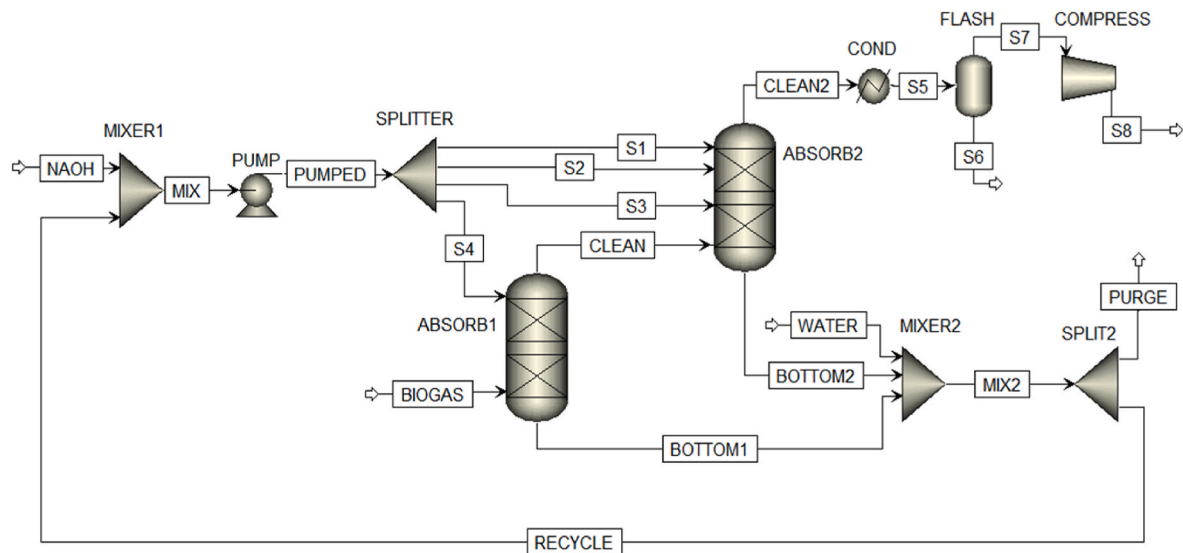 FLASH
COMPRESS
S7
COND
CLEAN2
S5
S8
SPLITTER
MIXER1
S1
ABSORB2
S6
NAOH
PUMP
PUMPED
S2
MIX
S3
S4
CLEAN
PURGE
ABSORB1
WATER
MIXER2
SPLIT2
BIOGAS
BOTTOM2
MIX2
BOTTOM1
RECYCLE